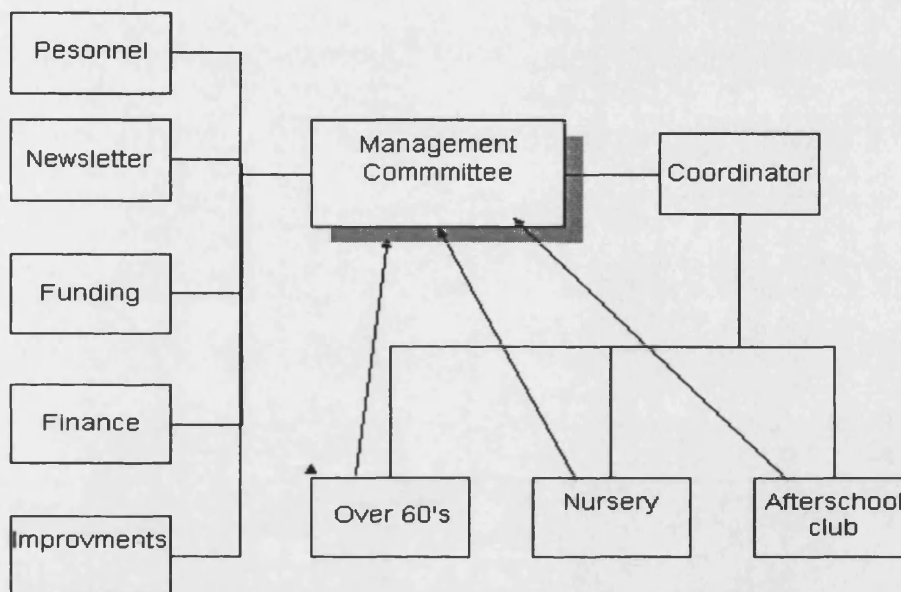 Pesonnel
Newsletter
Funding
Finance
Improvments
Management
Commmittee
Coordinator
Over 60's
Nursery
Afterschool
club